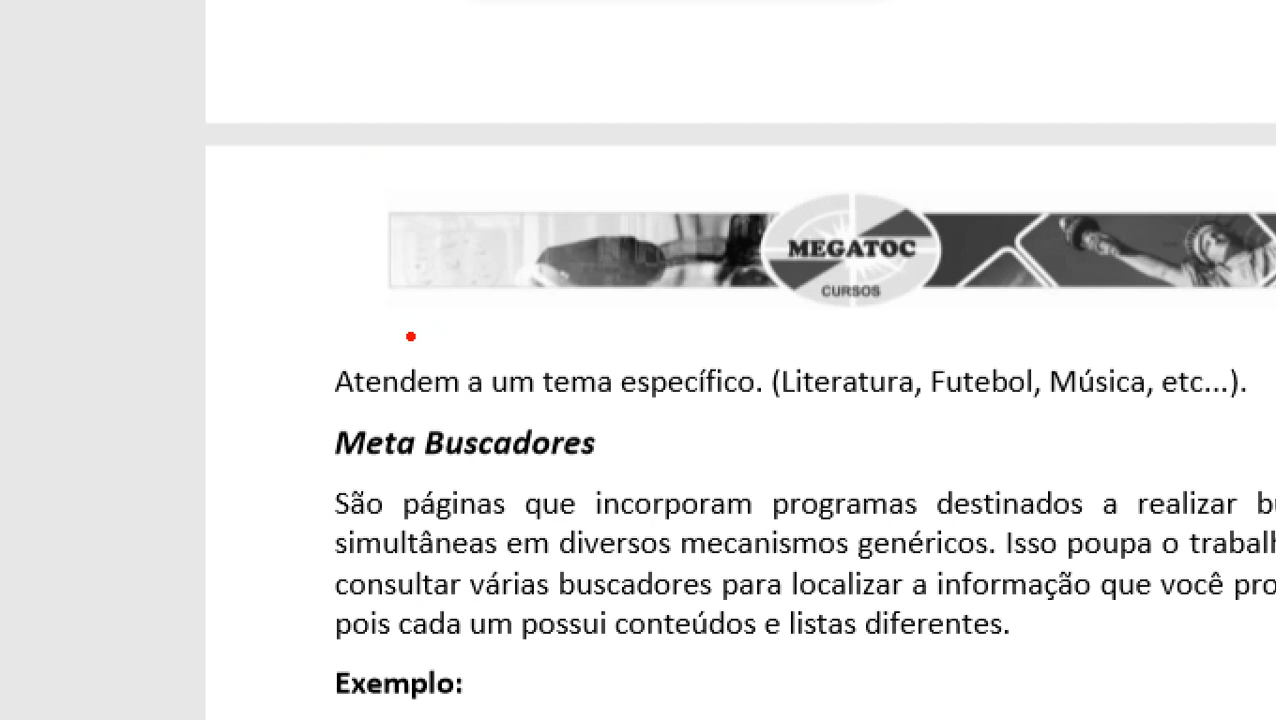 MEGATOC
CURSOS
Atendem a um tema específico. (Literatura, Futebol, Música, etc...).
Meta Buscadores
São páginas que incorporam programas destinados a realizar
simultâneas em diversos mecanismos genéricos. Isso poupa o
consultar várias buscadores para localizar a informação que você
pois cada um possui conteúdos e listas diferentes.
Exemplo: